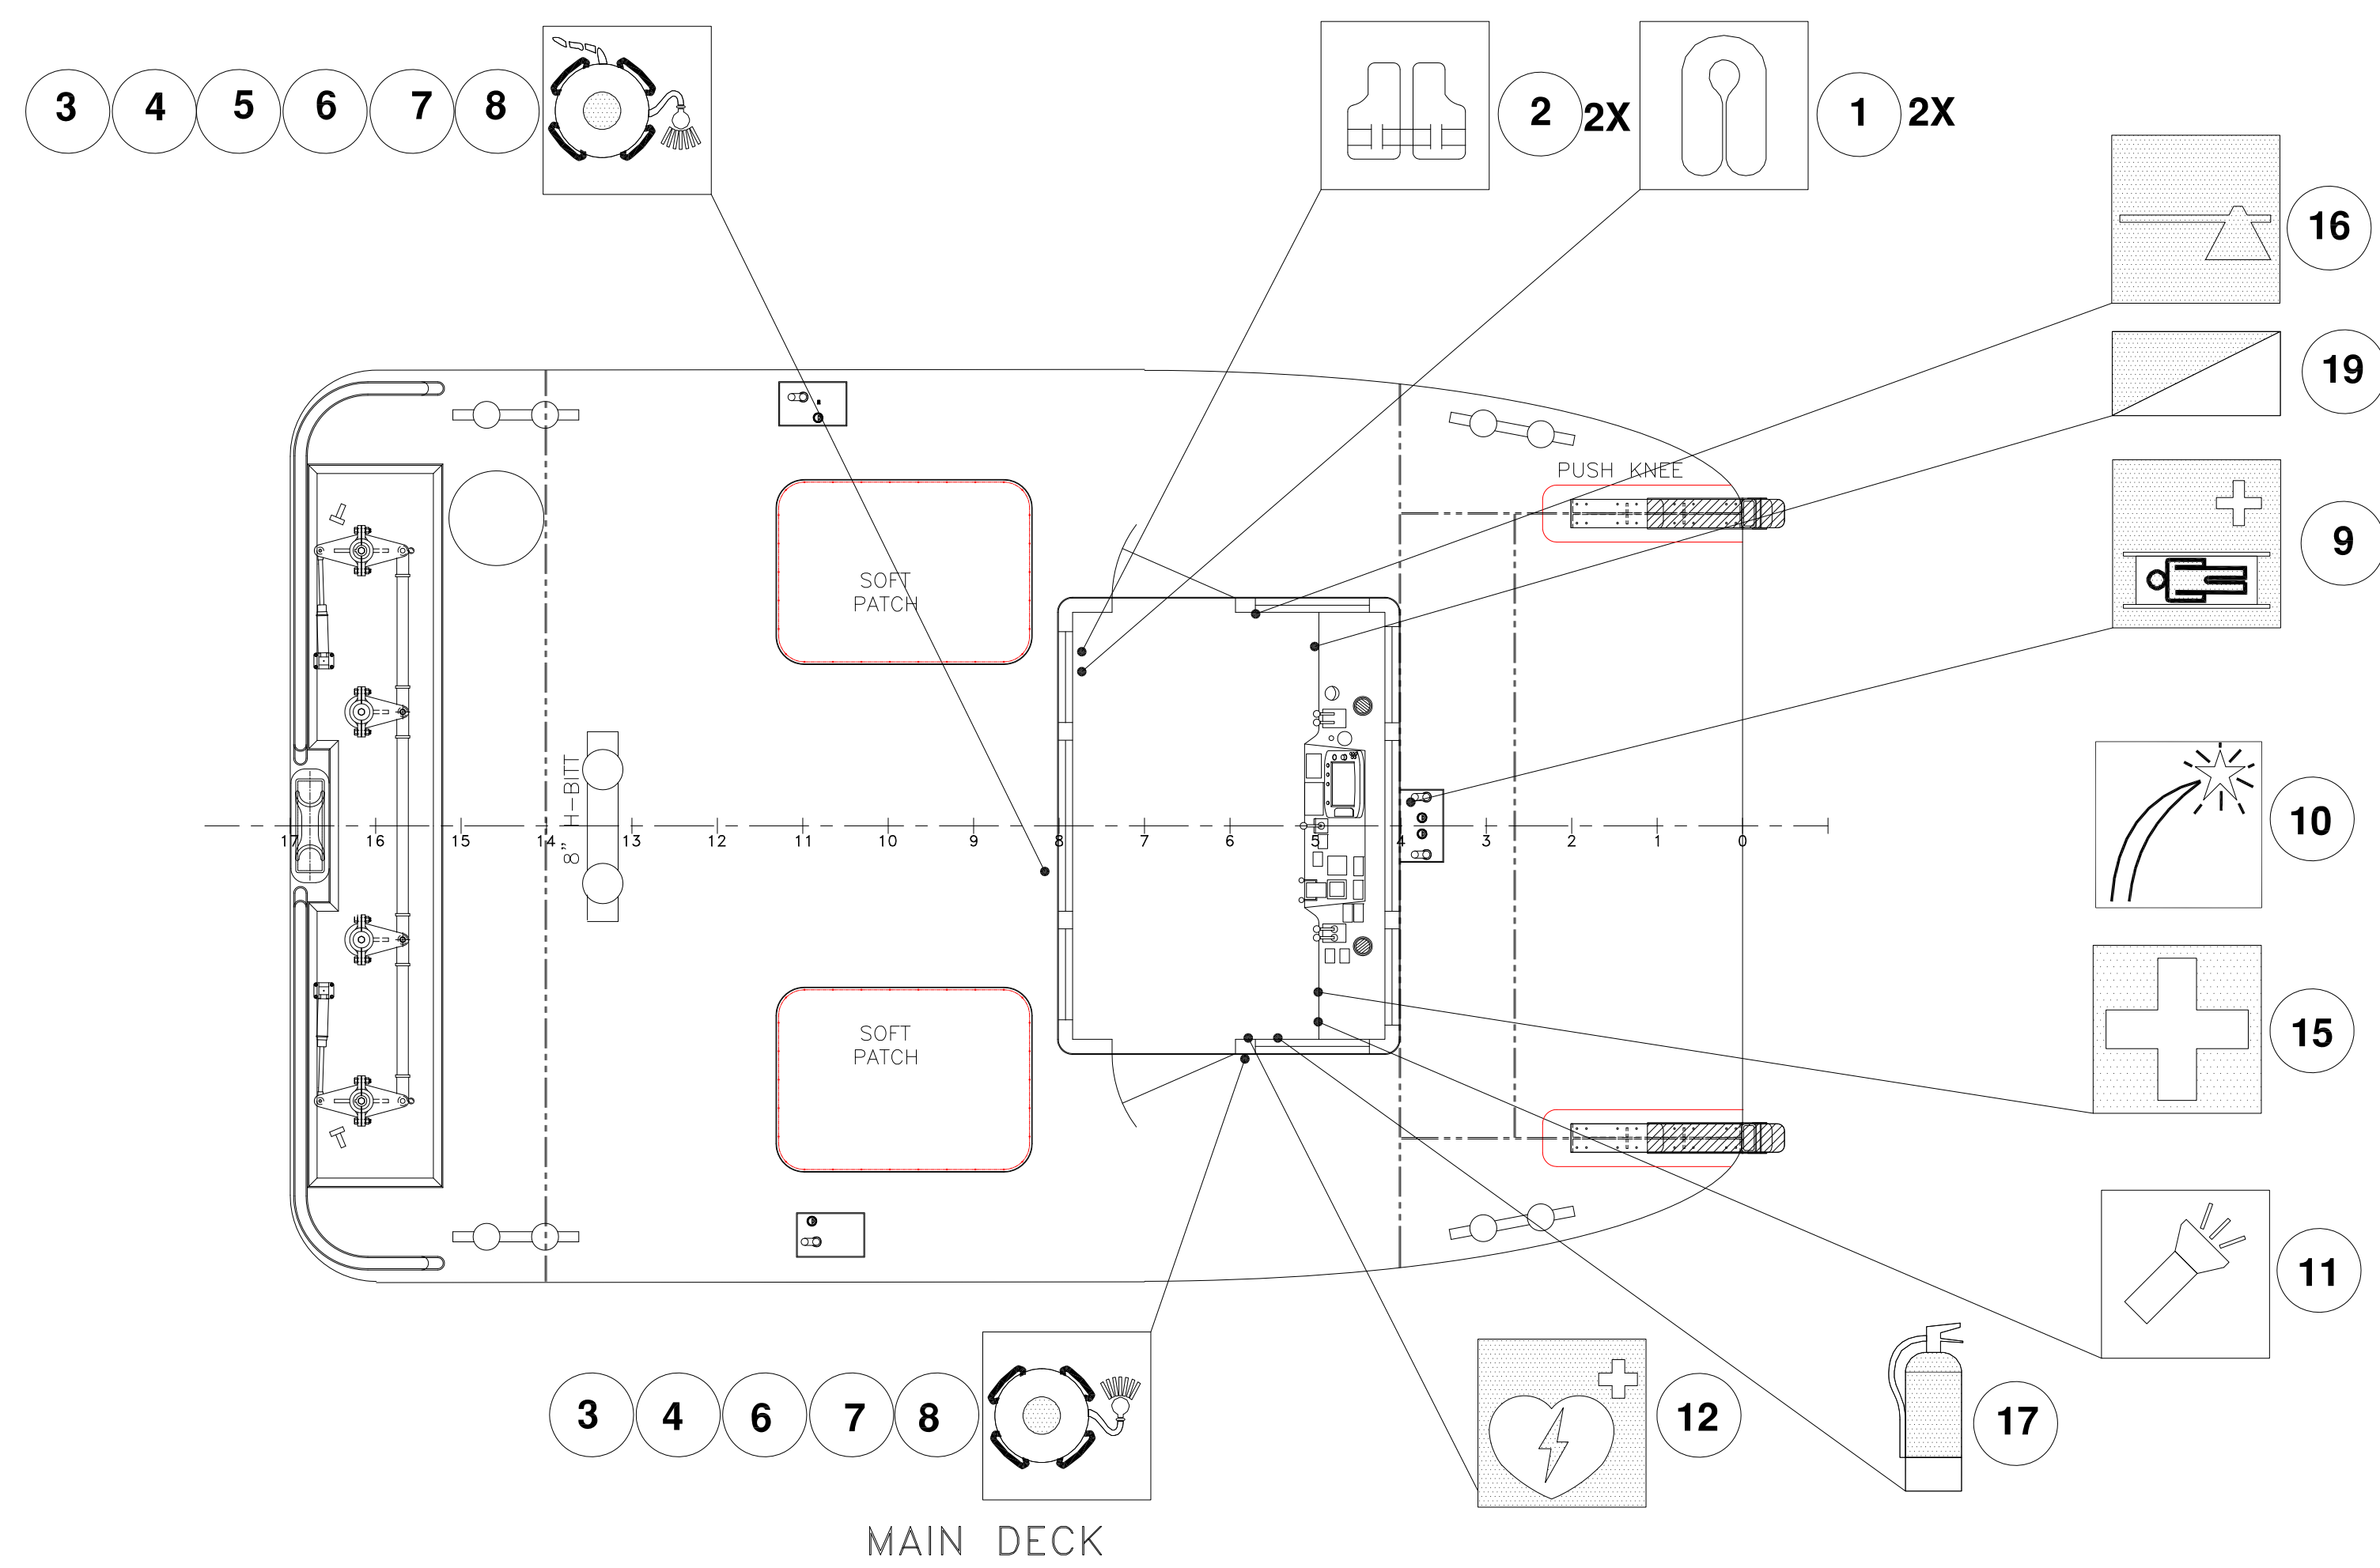 3 4 5 6 7 8
2 2X
1 2X
16
19
PUSH KNEE
9
SOFT
PATCH
8" H-BITT
10
17 16 15 14 13 12 11 10 9 8 7 6 5 4 3 2 1 0
15
SOFT
PATCH
11
3 4 6 7 8
12
17
MAIN DECK